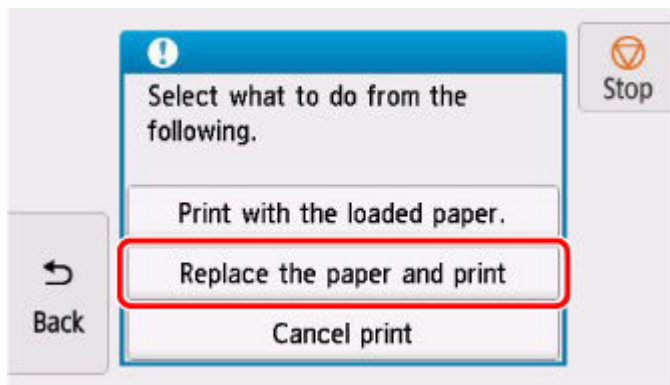 Select what to do from the
following.
Stop
Print with the loaded paper.
Replace the paper and print
Back
Cancel print